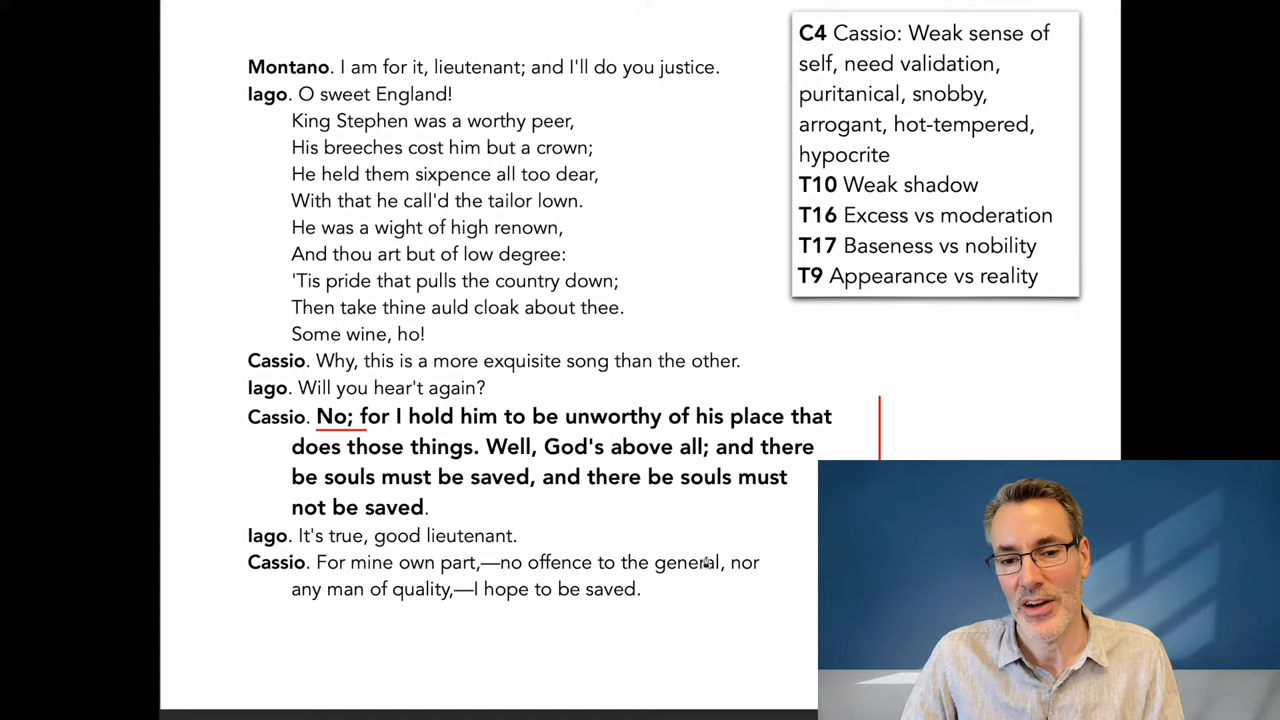 Montano. I am for it, lieutenant; and I'll do you justice.
Iago. O sweet England!
King Stephen was a worthy peer,
His breeches cost him but a crown;
He held them sixpence all too dear,
With that he call'd the tailor lown.
He was a wight of high renown,
And thou art but of low degree:
'Tis pride that pulls the country down;
Then take thine auld cloak about thee.
Some wine, ho!
Cassio. Why, this is a more exquisite song than the other.
Iago. Will you hear't again?
Cassio. No; for I hold him to be unworthy of his place that
does those things. Well, God's above all; and there
be souls must be saved, and there be souls must
not be saved.
Iago. It's true, good lieutenant.
Cassio. For mine own part,—no offence to the general, nor
any man of quality,—I hope to be saved.
C4 Cassio: Weak sense of
self, need validation,
puritanical, snobby,
arrogant, hot-tempered,
hypocrite
T10 Weak shadow
T16 Excess vs moderation
T17 Baseness vs nobility
T9 Appearance vs reality